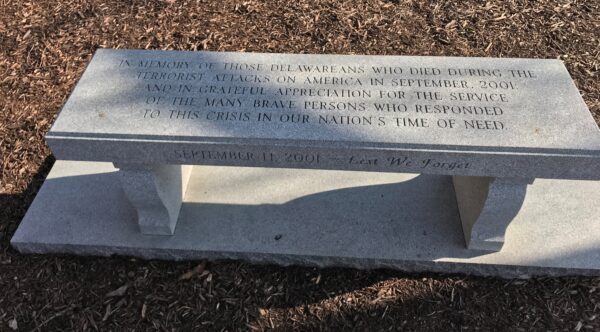 IN MEMORY OF THOSE DELAWAREANS WHO DIED DURING THE
TERRORIST ATTACKS ON AMERICA IN SEPTEMBER, 2001
AND IN GRATEFUL APPRECIATION FOR THE SERVICE
OF THE MANY BRAVE PERSONS WHO RESPONDED
TO THIS CRISIS IN OUR NATION'S TIME OF NEED.
SEPTEMBER 11, 2001 ~ Lest We Forget